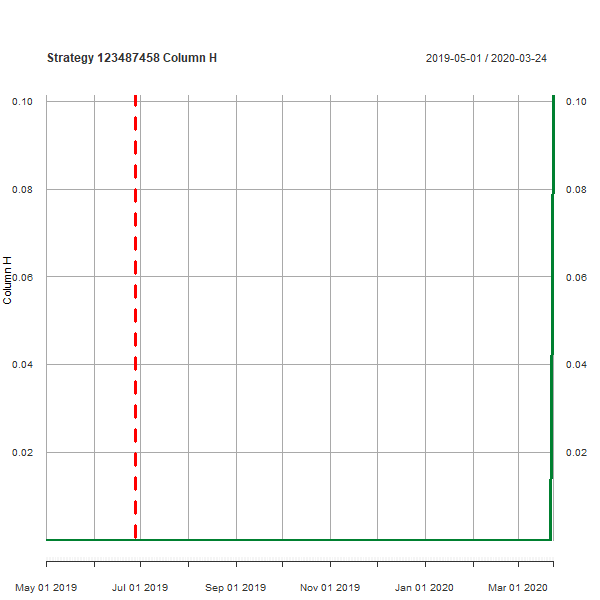 Strategy 123487458 Column H
2019-05-01 / 2020-03-24
0.10
0.10
0.08
0.08
Column H
0.06
0.06
0.04
0.04
0.02
0.02
May 01 2019
Jul 01 2019
Sep 01 2019
Nov 01 2019
Jan 01 2020
Mar 01 2020